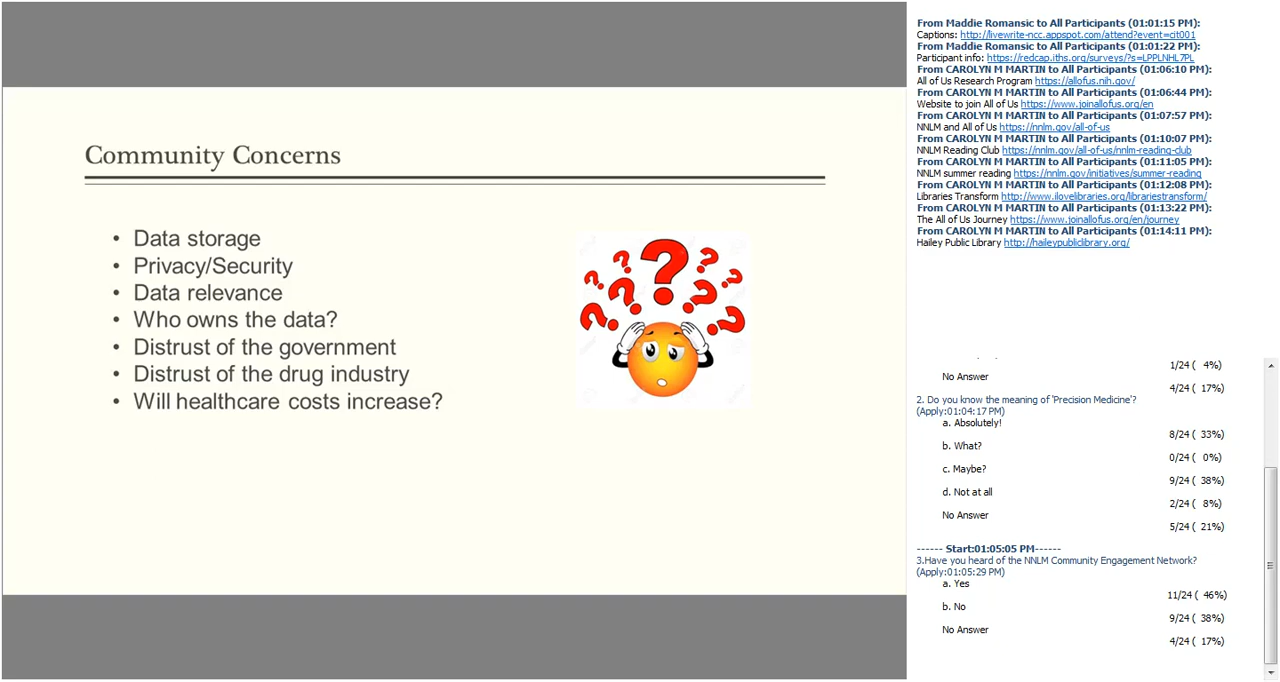 Community Concerns
• Data storage
• Privacy/Security
• Data relevance
• Who owns the data?
• Distrust of the government
• Distrust of the drug industry
• Will healthcare costs increase?
From Maddie Romansic to All Participants (01:01:15 PM):
Captions: http://livewrite-ncc.appspot.com/attend?event=cit001
From Maddie Romansic to All Participants (01:01:22 PM):
Participant info: https://redcap.iths.org/surveys/?s=LPPLNHL7PL
From CAROLYN M MARTIN to All Participants (01:06:10 PM):
All of Us Research Program https://allofus.nih.gov/
From CAROLYN M MARTIN to All Participants (01:06:44 PM):
Website to join All of Us https://www.joinallofus.org/en
From CAROLYN M MARTIN to All Participants (01:07:57 PM):
NNLM and All of Us https://nnlm.gov/all-of-us
From CAROLYN M MARTIN to All Participants (01:10:07 PM):
NNLM Reading Club https://nnlm.gov/all-of-us/nnlm-reading-club
From CAROLYN M MARTIN to All Participants (01:11:05 PM):
NNLM summer reading https://nnlm.gov/initiatives/summer-reading
From CAROLYN M MARTIN to All Participants (01:12:08 PM):
Libraries Transform http://www.ilovelibraries.org/librariestransform/
From CAROLYN M MARTIN to All Participants (01:13:22 PM):
The All of Us Journey https://www.joinallofus.org/en/journey
From CAROLYN M MARTIN to All Participants (01:14:11 PM):
Hailey Public Library http://haileypubliclibrary.org/
1/24 ( 4%)
No Answer
4/24 ( 17%)
2. Do you know the meaning of 'Precision Medicine'?
(Apply:01:04:17 PM)
a. Absolutely!
8/24 ( 33%)
b. What?
0/24 ( 0%)
c. Maybe?
9/24 ( 38%)
d. Not at all
2/24 ( 8%)
No Answer
5/24 ( 21%)
------ Start:01:05:05 PM------
3.Have you heard of the NNLM Community Engagement Network?
(Apply:01:05:29 PM)
a. Yes
11/24 ( 46%)
b. No
9/24 ( 38%)
No Answer
4/24 ( 17%)